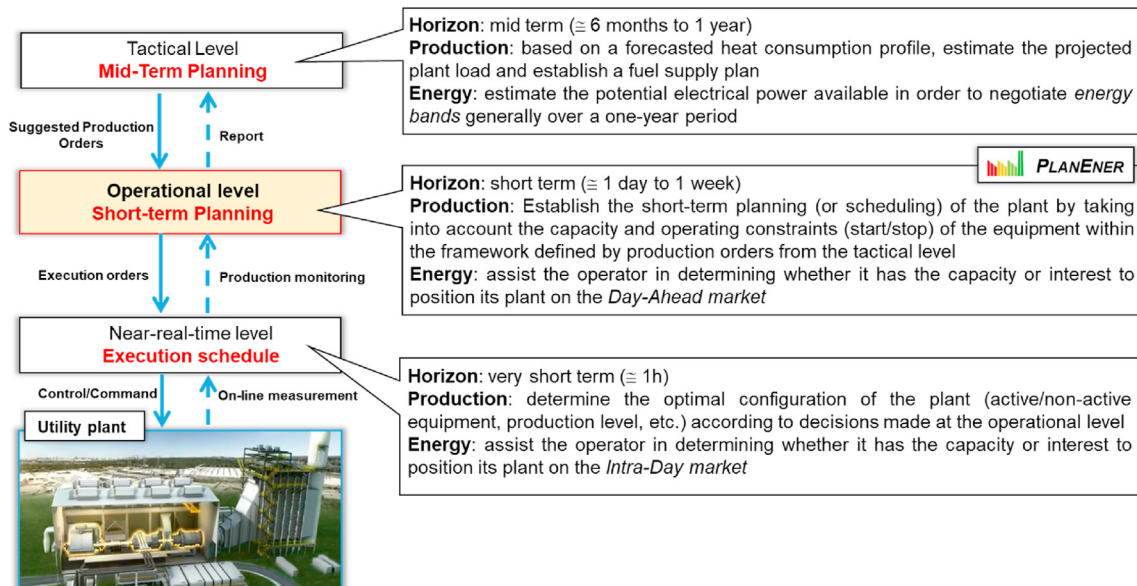 Tactical Level
Mid-Term Planning
Horizon: mid term (≅ 6 months to 1 year)
Production: based on a forecasted heat consumption profile, estimate the projected
plant load and establish a fuel supply plan
Energy: estimate the potential electrical power available in order to negotiate energy
bands generally over a one-year period
Suggested Production
Orders
Report
PLANENER
Operational level
Short-term Planning
Horizon: short term (≅ 1 day to 1 week)
Production: Establish the short-term planning (or scheduling) of the plant by taking
into account the capacity and operating constraints (start/stop) of the equipment within
the framework defined by production orders from the tactical level
Energy: assist the operator in determining whether it has the capacity or interest to
position its plant on the Day-Ahead market
Execution orders
Production monitoring
Near-real-time level
Execution schedule
Horizon: very short term (≅ 1h)
Production: determine the optimal configuration of the plant (active/non-active
equipment, production level, etc.) according to decisions made at the operational level
Energy: assist the operator in determining whether it has the capacity or interest to
position its plant on the Intra-Day market
Control/Command
On-line measurement
Utility plant